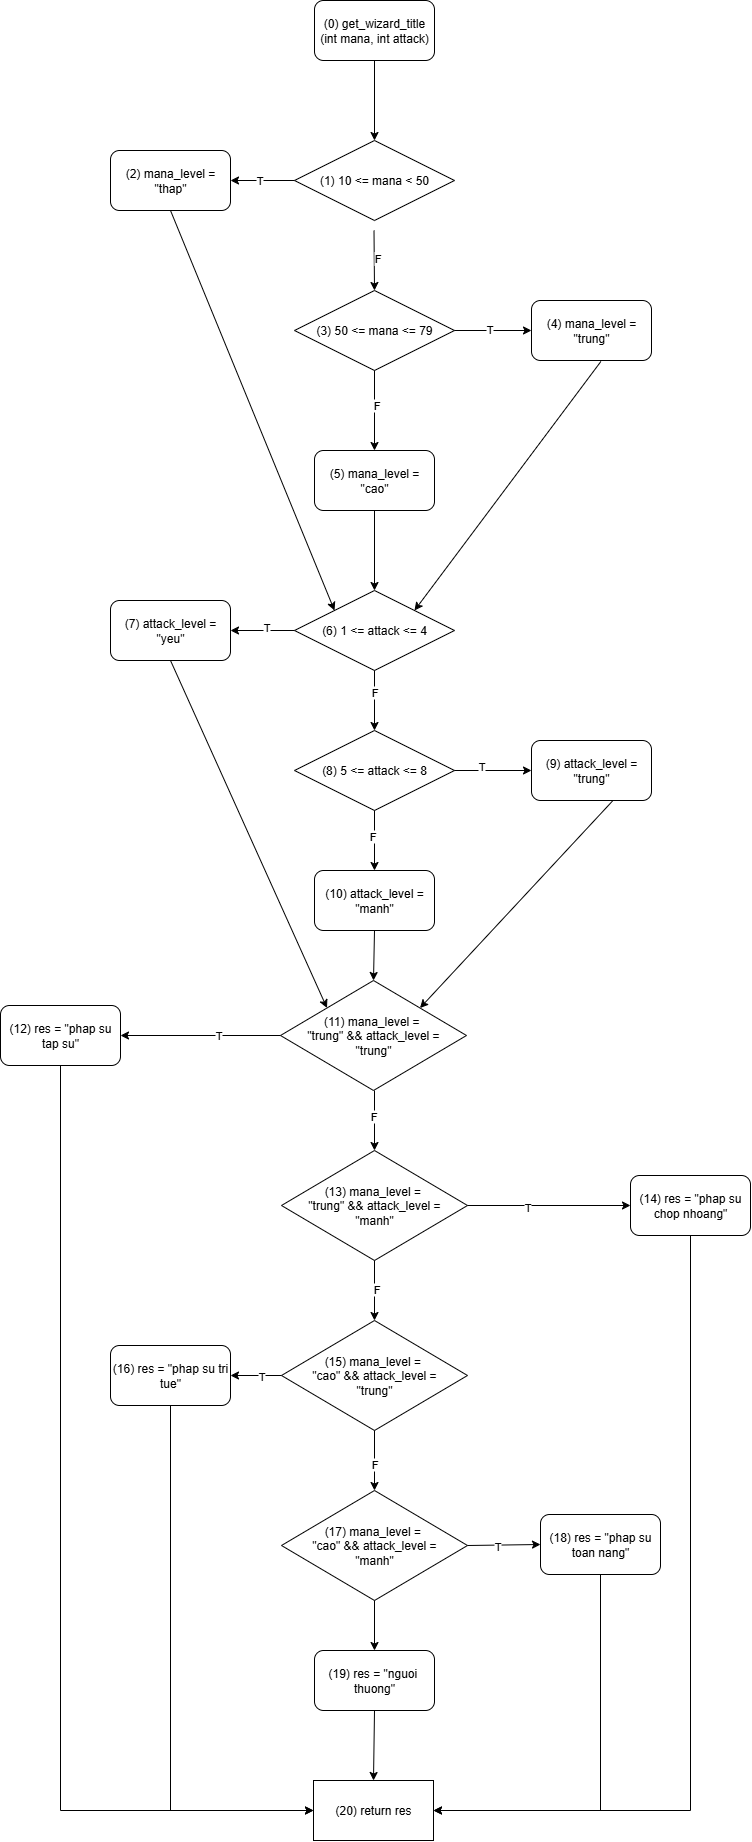 (0) get_wizard_title
(int mana, int attack)
(1) 10 <= mana < 50
T
(2) mana_level =
"thap"
F
(3) 50 <= mana <= 79
T
(4) mana_level =
"trung"
F
(5) mana_level =
"cao"
(6) 1 <= attack <= 4
T
(7) attack_level =
"yeu"
F
(8) 5 <= attack <= 8
T
(9) attack_level =
"trung"
F
(10) attack_level =
"manh"
(11) mana_level =
"trung" && attack_level =
"trung"
T
(12) res = "phap su
tap su"
F
(13) mana_level =
"trung" && attack_level =
"manh"
T
(14) res = "phap su
chop nhoang"
F
(15) mana_level =
"cao" && attack_level =
"trung"
T
(16) res = "phap su tri
tue"
F
(17) mana_level =
"cao" && attack_level =
"manh"
T
(18) res = "phap su
toan nang"
(19) res = "nguoi
thuong"
(20) return res